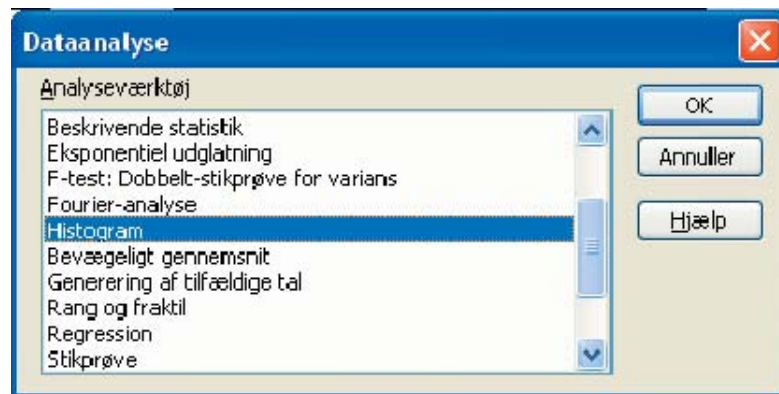 Dataanalyse
Analyseværktøj
Beskrivende statistik
Eksponentiel udglatning
F-test: Dobbelt-stikprøve for varians
Fourier-analyse
Histogram
Bevægeligt gennemsnit
Generering af tilfældige tal
Rang og fraktil
Regression
Stikprøve
OK
Annuller
Hjælp